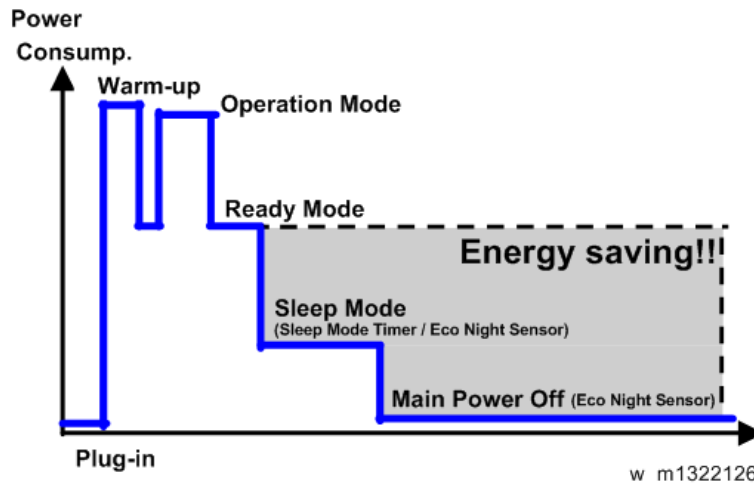 Power
Consump.
Warm-up
Operation Mode
Ready Mode
Energy saving!!
Sleep Mode
(Sleep Mode Timer / Eco Night Sensor)
Main Power Off (Eco Night Sensor)
Plug-in
w_m1322126